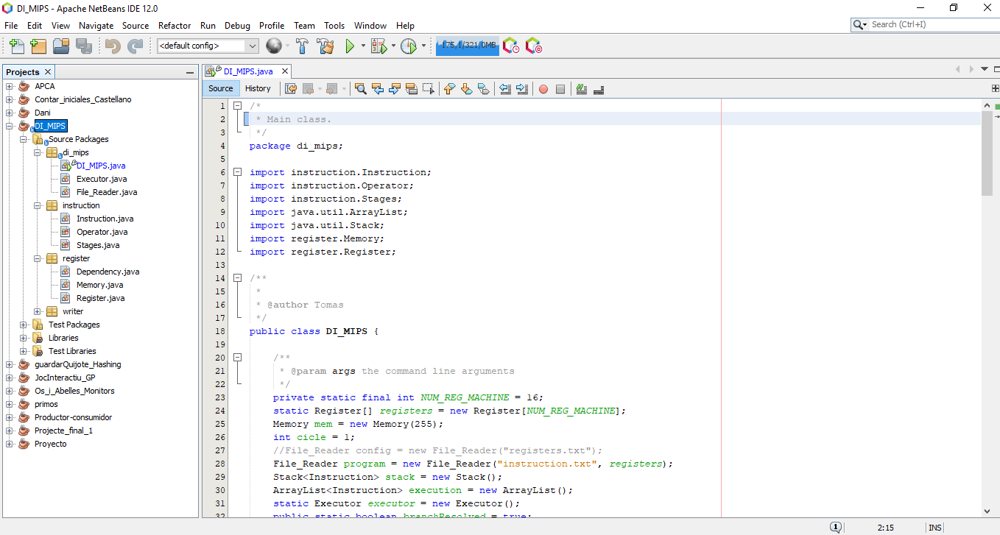 DI_MIPS - Apache NetBeans IDE 12.0
File Edit View Navigate Source Refactor Run Debug Profile Team Tools Window Help
Search (Ctrl+I)
<default config>
175,1/321,0MB
Projects
APCA
Contar_iniciales_Castellano
Dani
DI_MIPS
Source Packages
di_mips
DI_MIPS.java
Executor.java
File_Reader.java
instruction
Instruction.java
Operator.java
Stages.java
register
Dependency.java
Memory.java
Register.java
writer
Test Packages
Libraries
Test Libraries
guardarQuijote_Hashing
JocInteractiu_GP
Os_i_Abelles_Monitors
primos
Productor-consumidor
Projecte_final_1
Proyecto
DI_MIPS.java
Source History
1 /*
2 * Main class.
3 */
4 package di_mips;
5
6 import instruction.Instruction;
7 import instruction.Operator;
8 import instruction.Stages;
9 import java.util.ArrayList;
10 import java.util.Stack;
11 import register.Memory;
12 import register.Register;
13
14 /**
15 *
16 * @author Tomas
17 */
18 public class DI_MIPS {
19
20 /**
21 * @param args the command line arguments
22 */
23 private static final int NUM_REG_MACHINE = 16;
24 static Register[] registers = new Register[NUM_REG_MACHINE];
25 Memory mem = new Memory(255);
26 int cicle = 1;
27 //File_Reader config = new File_Reader("registers.txt");
28 File_Reader program = new File_Reader("instruction.txt", registers);
29 Stack<Instruction> stack = new Stack();
30 ArrayList<Instruction> execution = new ArrayList();
31 static Executor executor = new Executor();
32 public static boolean branchResolved = true;
1
2:15
INS